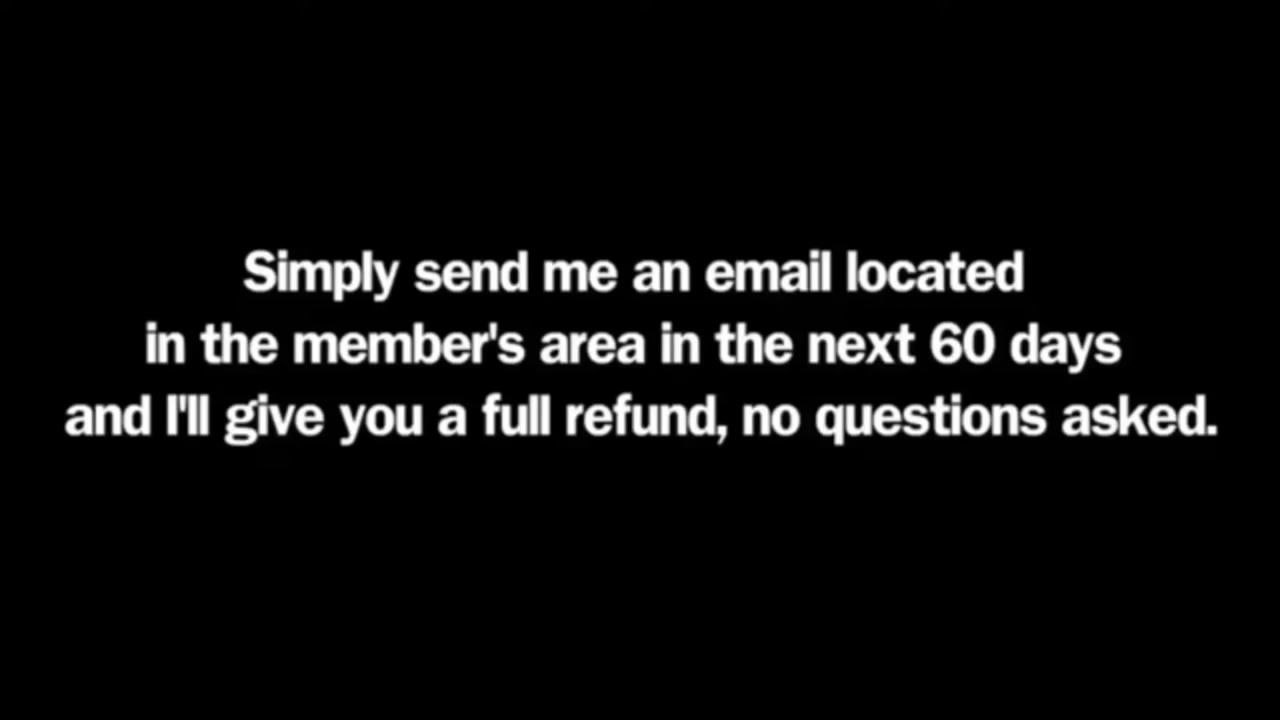 Simply send me an email located
in the member's area in the next 60 days
and I'll give you a full refund, no questions asked.